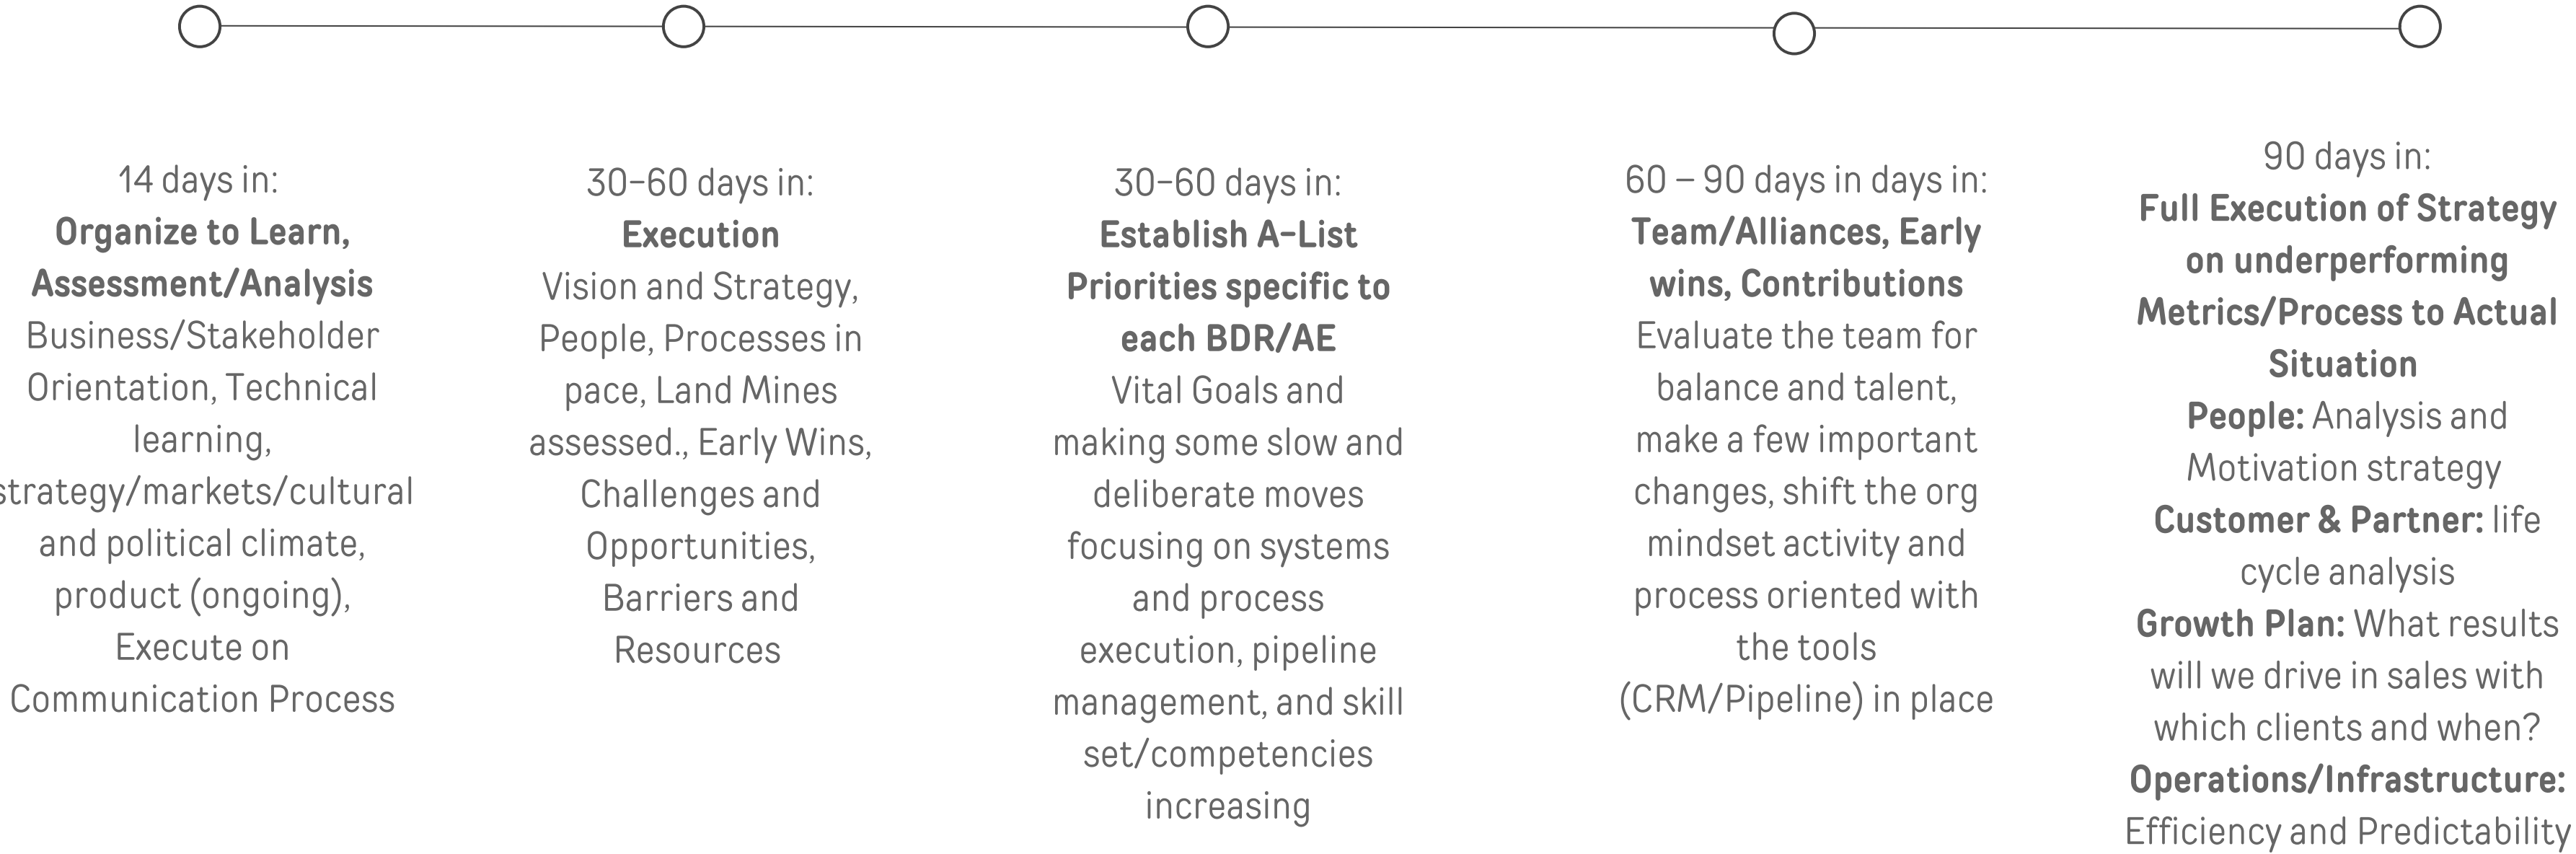 14 days in:
Organize to Learn,
Assessment/Analysis
Business/Stakeholder
Orientation, Technical
learning,
strategy/markets/cultural
and political climate,
product (ongoing),
Execute on
Communication Process
30-60 days in:
Execution
Vision and Strategy,
People, Processes in
pace, Land Mines
assessed., Early Wins,
Challenges and
Opportunities,
Barriers and
Resources
30-60 days in:
Establish A-List
Priorities specific to
each BDR/AE
Vital Goals and
making some slow and
deliberate moves
focusing on systems
and process
execution, pipeline
management, and skill
set/competencies
increasing
60 – 90 days in days in:
Team/Alliances, Early
wins, Contributions
Evaluate the team for
balance and talent,
make a few important
changes, shift the org
mindset activity and
process oriented with
the tools
(CRM/Pipeline) in place
90 days in:
Full Execution of Strategy
on underperforming
Metrics/Process to Actual
Situation
People: Analysis and
Motivation strategy
Customer & Partner: life
cycle analysis
Growth Plan: What results
will we drive in sales with
which clients and when?
Operations/Infrastructure:
Efficiency and Predictability